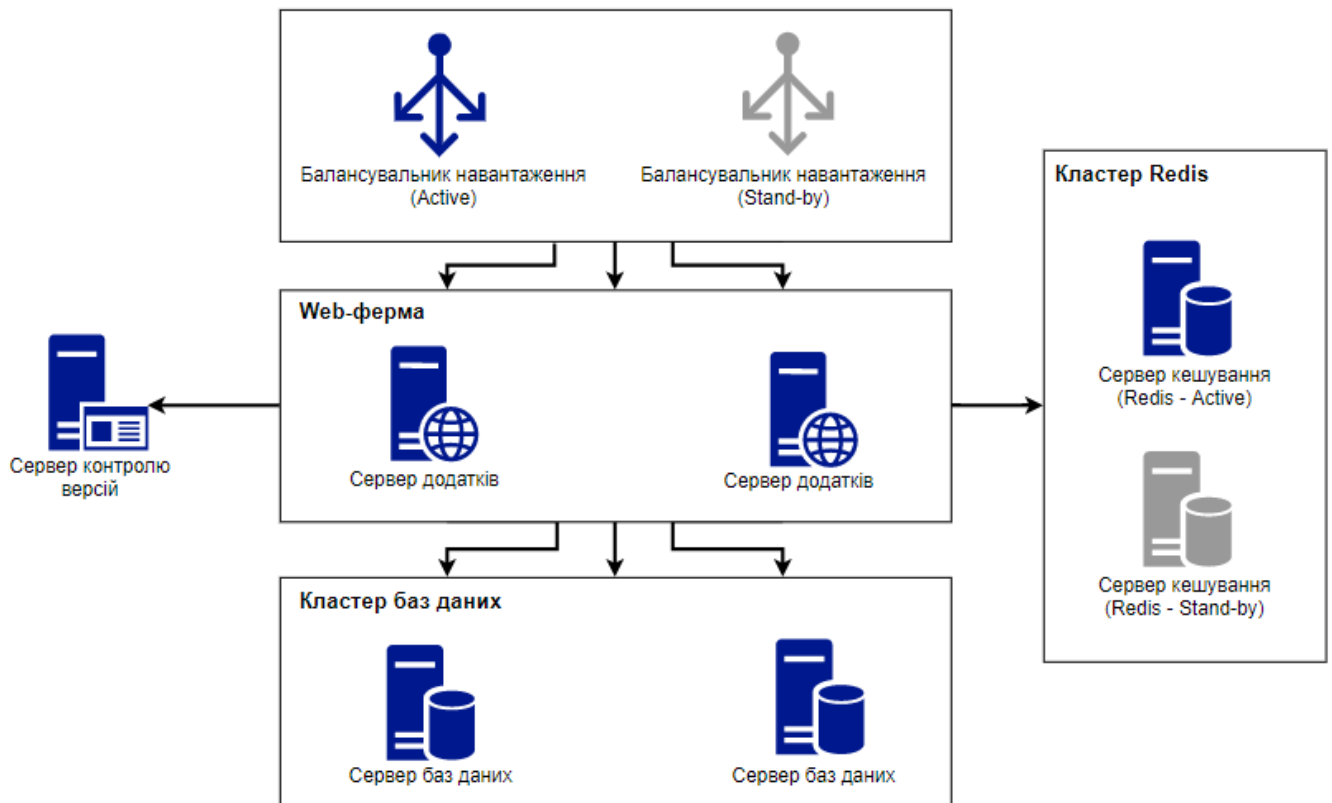 Балансувальник навантаження
(Active)
Балансувальник навантаження
(Stand-by)
Кластер Redis
Сервер кешування
(Redis - Active)
Сервер кешування
(Redis - Stand-by)
Web-ферма
Сервер додатків
Сервер додатків
Сервер контролю
версій
Кластер баз даних
Сервер баз даних
Сервер баз даних